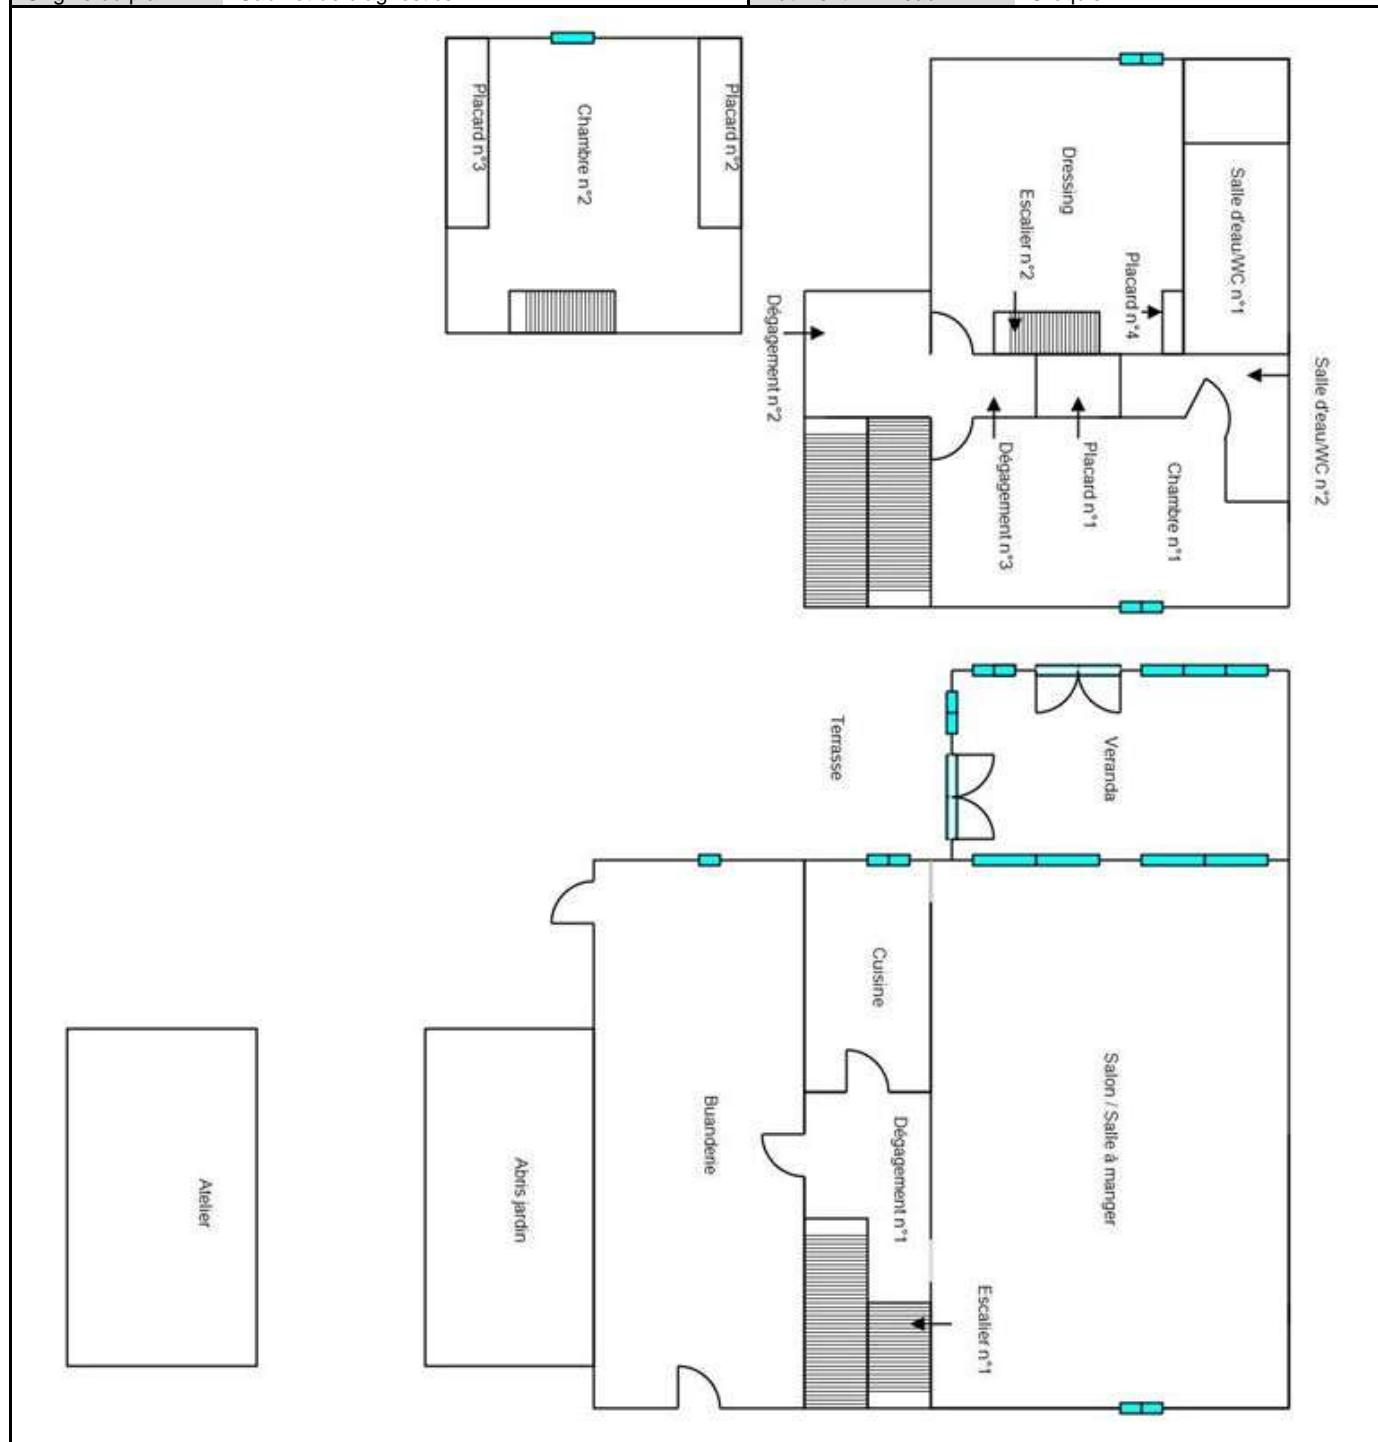 Placard n°3
Chambre n°2
Placard n°2
Dressing
Escalier n°2
Placard n°4
Salle d'eau/WC n°1
Salle d'eau/WC n°2
Dégagement n°2
Dégagement n°3
Placard n°1
Chambre n°1
Terrasse
Veranda
Cuisine
Salon / Salle à manger
Buanderie
Dégagement n°1
Escalier n°1
Abris jardin
Atelier